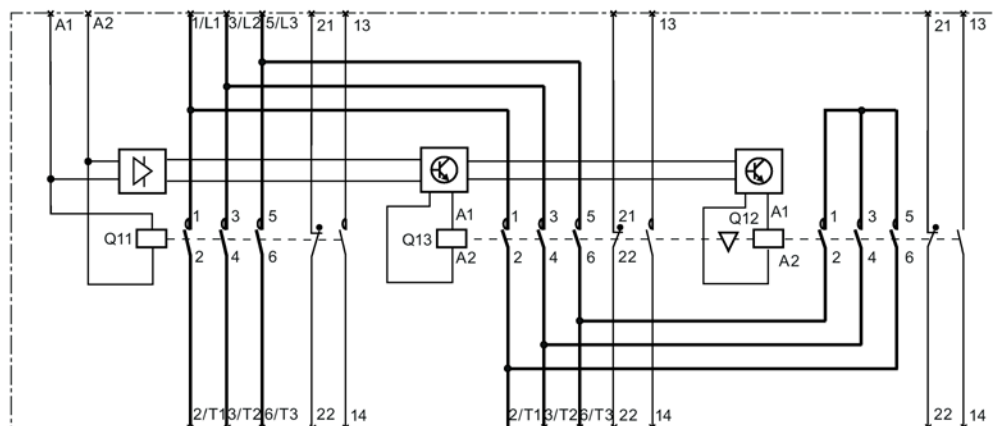 A1 A2 1/L1 3/L2 5/L3 21 13 13 21 13
1 3 5 A1 1 3 5 21 Q12 A1 1 3 5
Q11 Q13
2 4 6 A2 2 4 6 22 A2 2 4 6
2/T1 3/T2 6/T3 22 14 2/T1 3/T2 6/T3 22 14 22 14